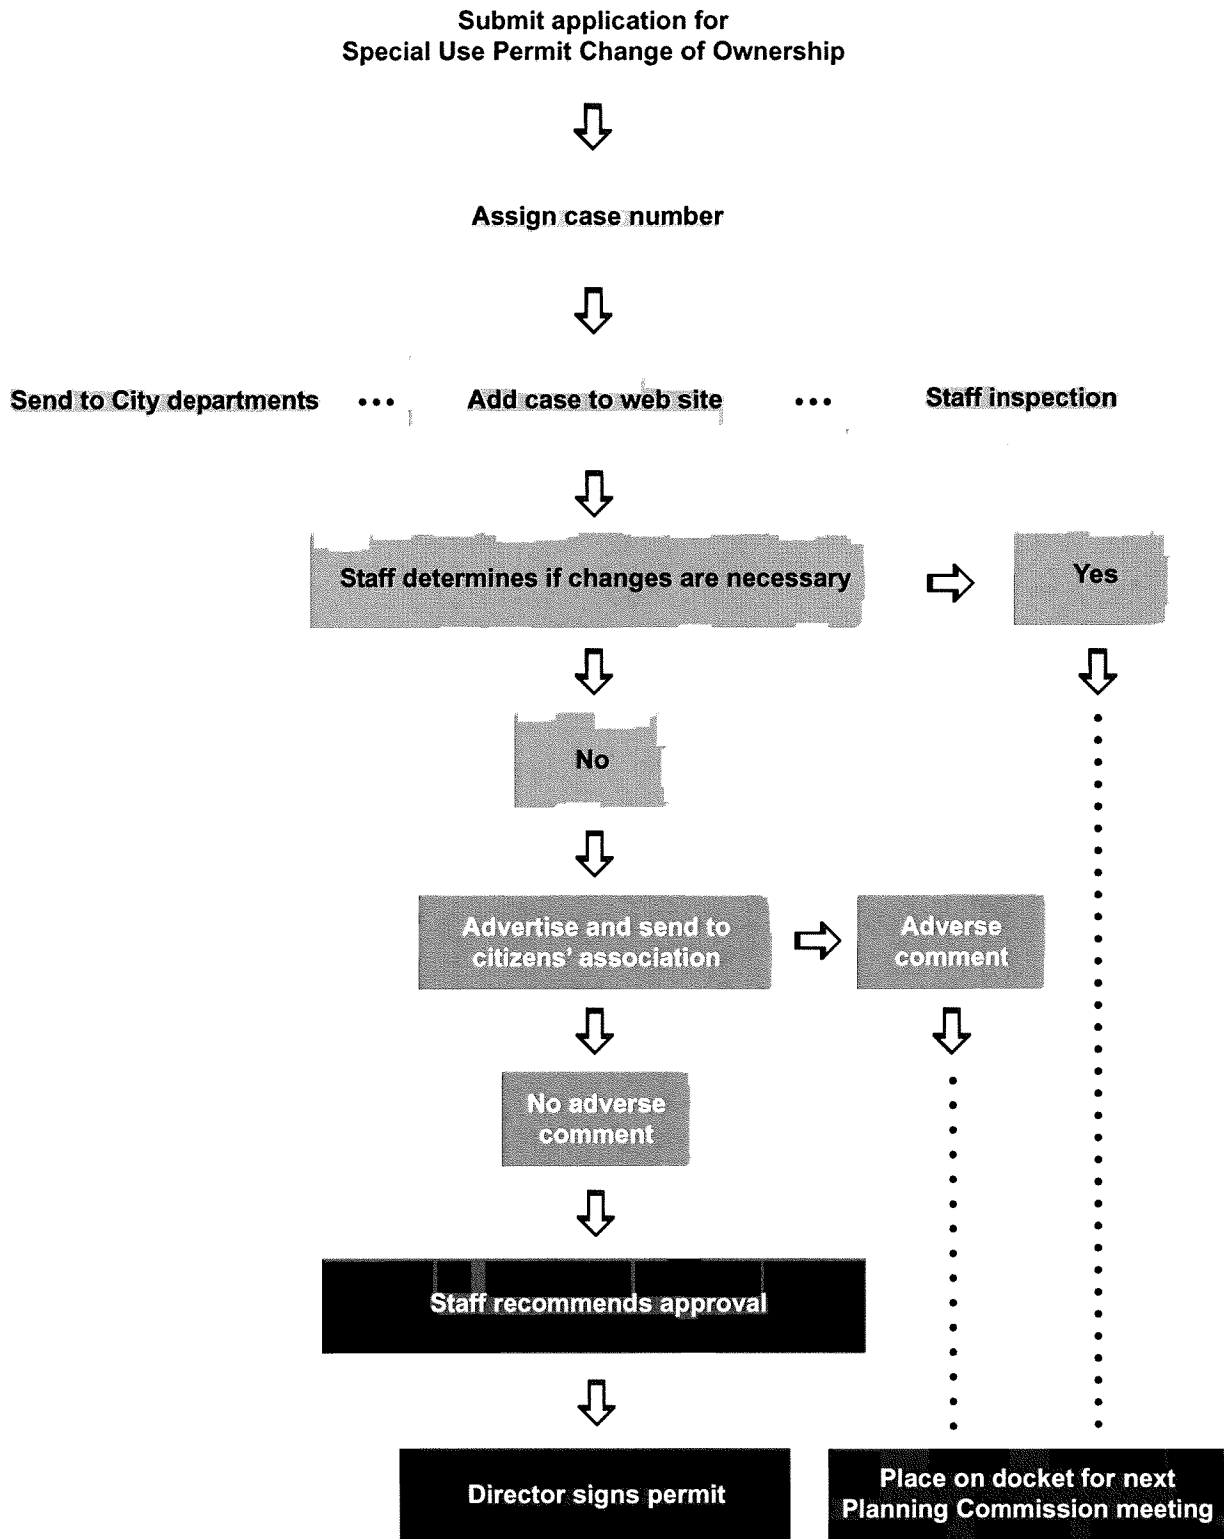 Submit application for
Special Use Permit Change of Ownership
Assign case number
Send to City departments ••• Add case to web site ••• Staff inspection
Staff determines if changes are necessary
Yes
No
Advertise and send to
citizens’ association
Adverse
comment
No adverse
comment
Staff recommends approval
Director signs permit
Place on docket for next
Planning Commission meeting